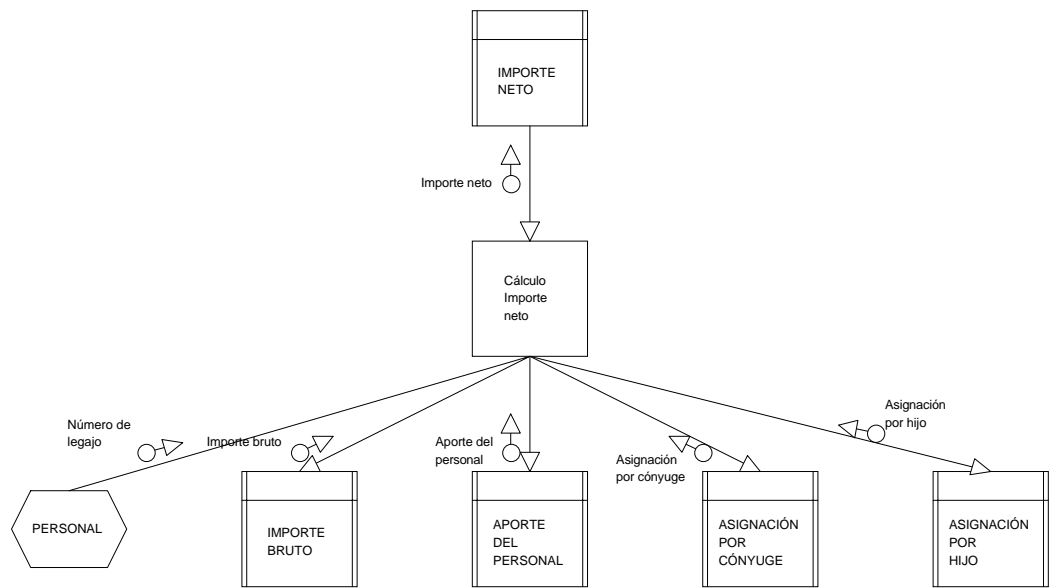 IMPORTE
NETO
Importe neto
Cálculo
Importe
neto
Número de
legajo
Importe bruto
Aporte del
personal
Asignación
por cónyuge
Asignación
por hijo
PERSONAL
IMPORTE
BRUTO
APORTE
DEL
PERSONAL
ASIGNACIÓN
POR
CÓNYUGE
ASIGNACIÓN
POR
HIJO